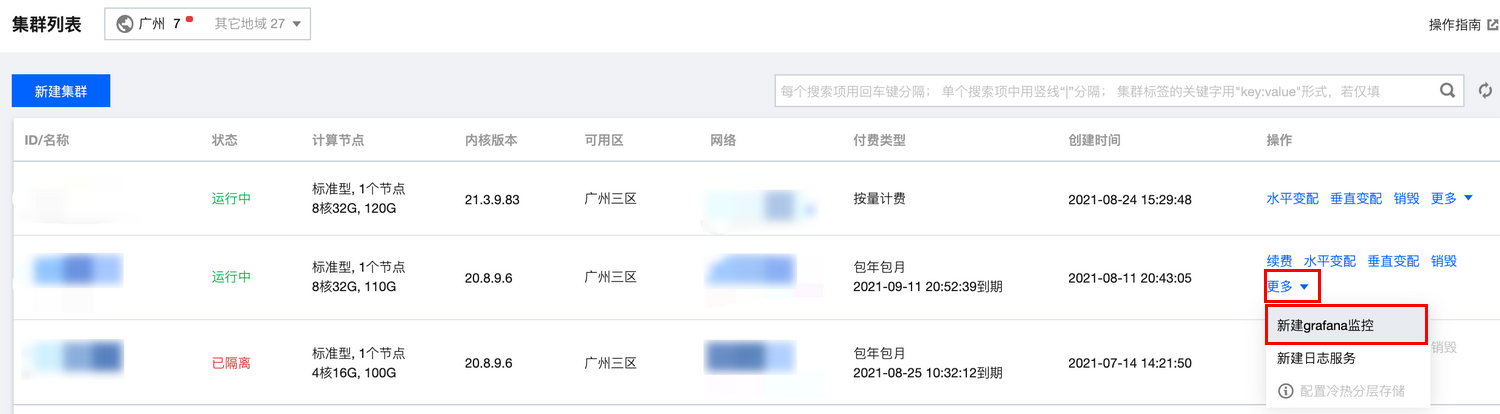 集群列表 广州 7 其它地域 27 操作指南
新建集群 每个搜索项用回车键分隔； 单个搜索项中用竖线"|"分隔； 集群标签的关键字用"key:value"形式，若仅填
ID/名称 状态 计算节点 内核版本 可用区 网络 付费类型 创建时间 操作
运行中 标准型, 1个节点 21.3.9.83 广州三区 按量计费 2021-08-24 15:29:48 水平变配 垂直变配 销毁 更多
8核32G, 120G
运行中 标准型, 1个节点 20.8.9.6 广州三区 包年包月 2021-08-11 20:43:05 续费 水平变配 垂直变配 销毁
8核32G, 110G 2021-09-11 20:52:39到期 更多
新建grafana监控
已隔离 标准型, 1个节点 20.8.9.6 广州三区 包年包月 2021-07-14 14:21:50 销毁
4核16G, 100G 2021-08-25 10:32:12到期 新建日志服务
配置冷热分层存储